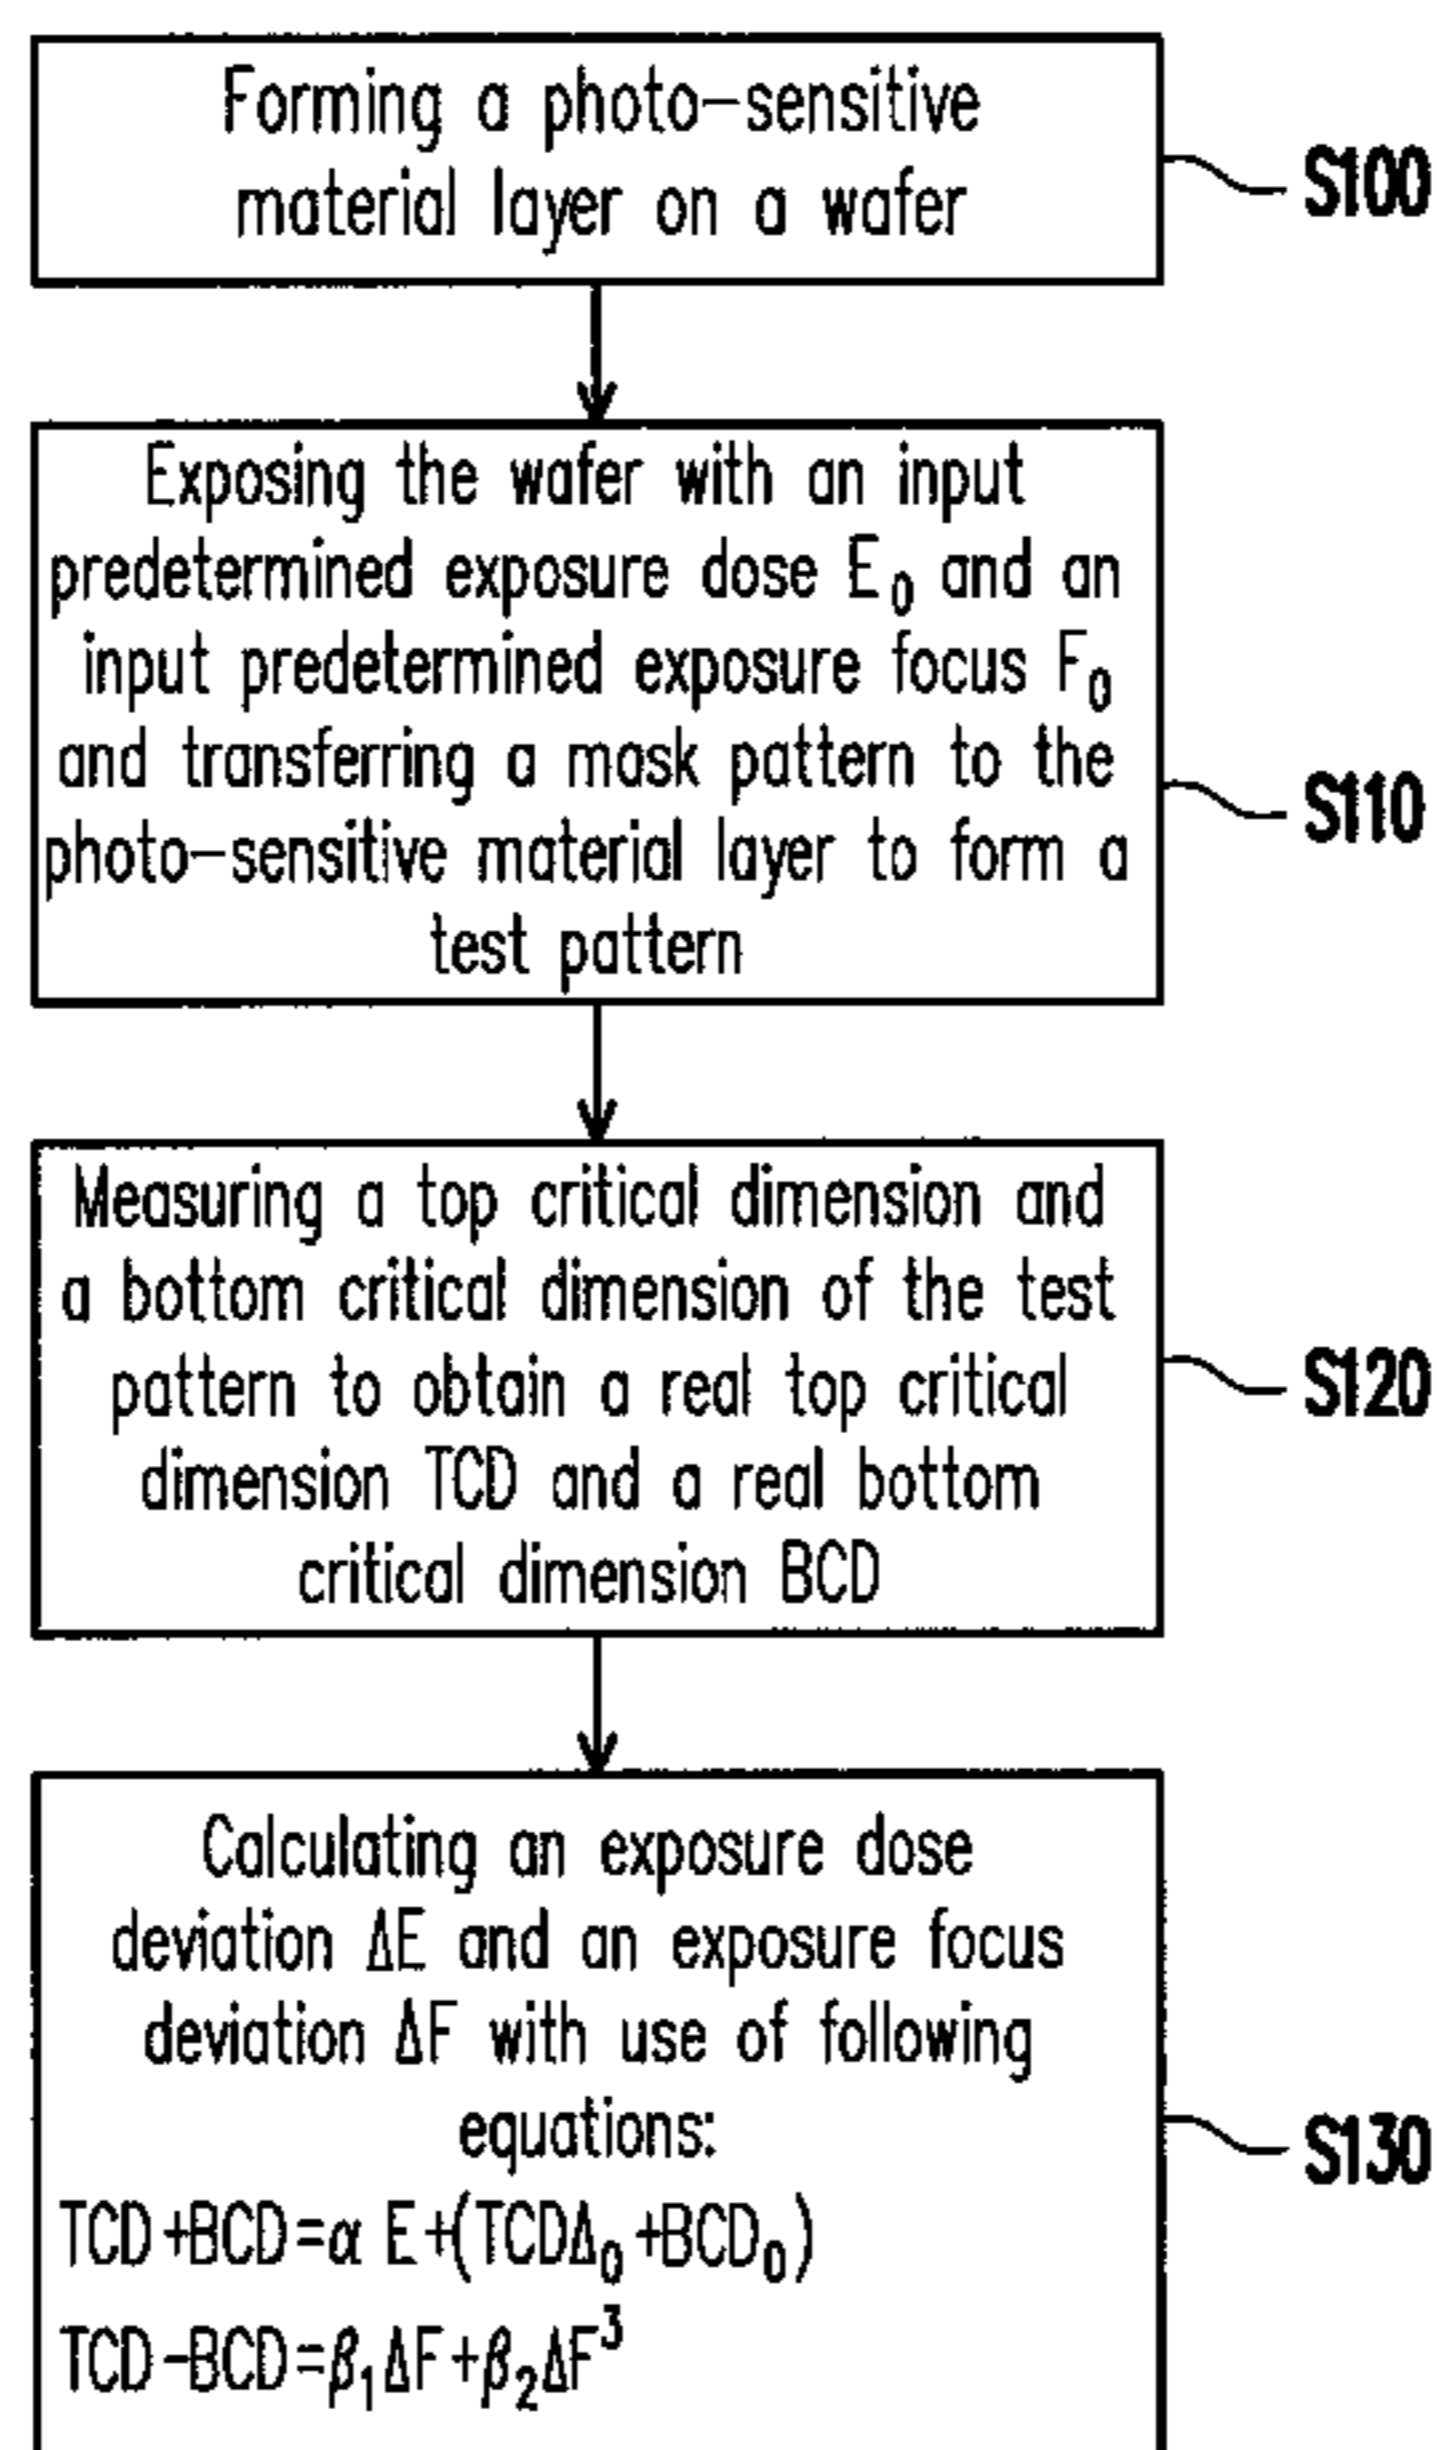 Forming a photo-sensitive
material layer on a wafer
S100
Exposing the wafer with an input
predetermined exposure dose E₀ and an
input predetermined exposure focus F₀
and transferring a mask pattern to the
photo-sensitive material layer to form a
test pattern
S110
Measuring a top critical dimension and
a bottom critical dimension of the test
pattern to obtain a real top critical
dimension TCD and a real bottom
critical dimension BCD
S120
Calculating an exposure dose
deviation ΔE and an exposure focus
deviation ΔF with use of following
equations:
TCD+BCD=α E+(TCDΔ₀+BCD₀)
TCD-BCD=β₁ΔF+β₂ΔF³
S130